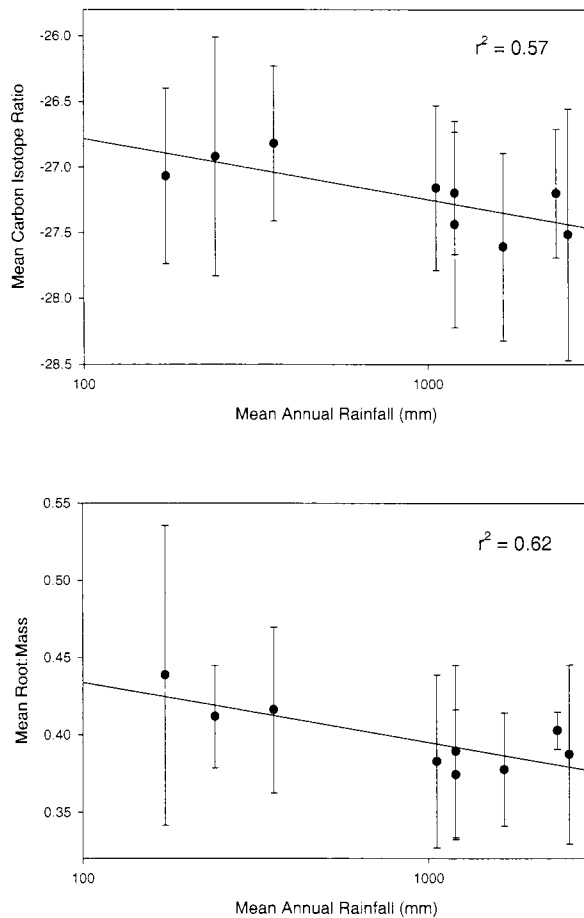 r² = 0.57
Mean Carbon Isotope Ratio
-26.0
-26.5
-27.0
-27.5
-28.0
-28.5
100
1000
Mean Annual Rainfall (mm)
r² = 0.62
Mean Root:Mass
0.55
0.50
0.45
0.40
0.35
100
1000
Mean Annual Rainfall (mm)